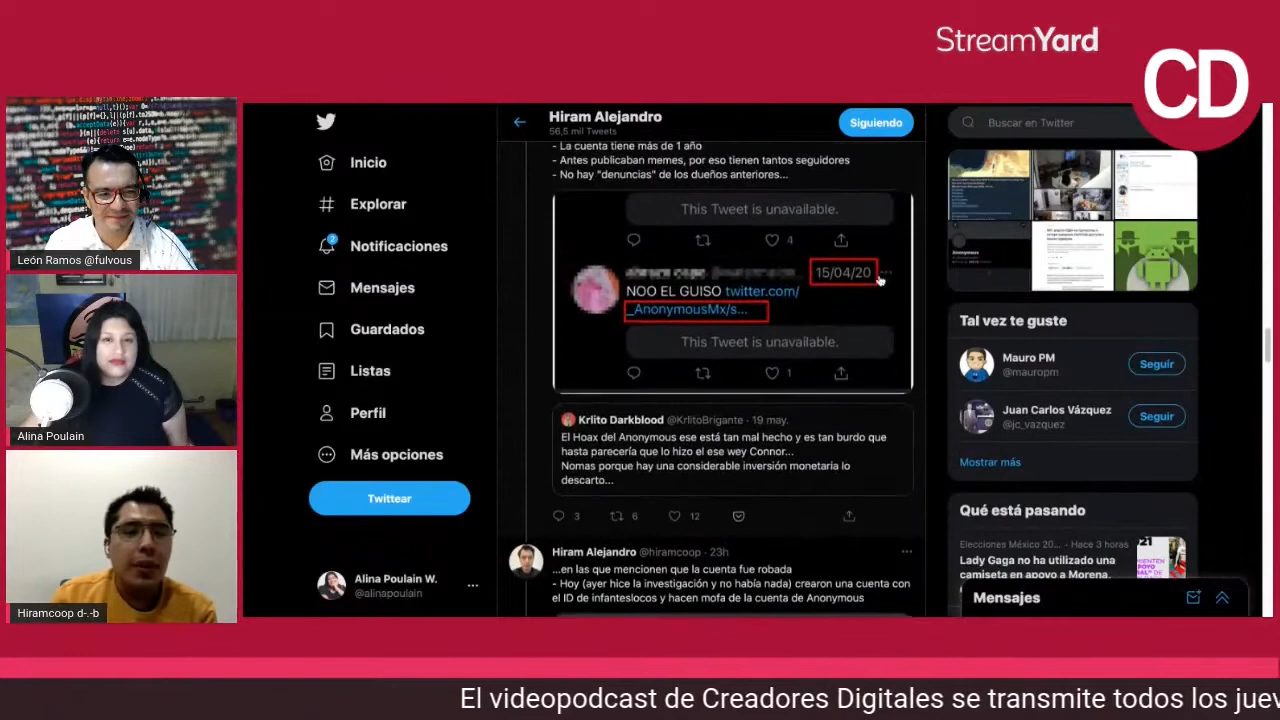 StreamYard
CD
León Ramos @fulvous
Alina Poulain
Hiramcoop d-.-b
Inicio
Explorar
2
Notificaciones
Mensajes
Guardados
Listas
Perfil
Más opciones
Twittear
Alina Poulain W.
@alinapoulain
Hiram Alejandro
56,5 mil Tweets
Siguiendo
- La cuenta tiene más de 1 año
- Antes publicaban memes, por eso tienen tantos seguidores
- No hay "denuncias" de los dueños anteriores...
This Tweet is unavailable.
15/04/20
NOO EL GUISO twitter.com/
_AnonymousMx/s...
This Tweet is unavailable.
1
Krlito Darkblood @KrlitoBrigante · 19 may.
El Hoax del Anonymous ese está tan mal hecho y es tan burdo que
hasta parecería que lo hizo el ese wey Connor...
Nomas porque hay una considerable inversión monetaria lo
descarto...
3 6 12
Hiram Alejandro @hiramcoop · 23h
...en las que mencionen que la cuenta fue robada
- Hoy (ayer hice la investigación y no había nada) crearon una cuenta con
el ID de infanteslocos y hacen mofa de la cuenta de Anonymous
Buscar en Twitter
Tal vez te guste
Mauro PM
@mauropm
Seguir
Juan Carlos Vázquez
@jc_vazquez
Seguir
Mostrar más
Qué está pasando
Elecciones México 20... · Hace 3 horas
Lady Gaga no ha utilizado una
camiseta en apoyo a Morena,
Mensajes
El videopodcast de Creadores Digitales se transmite todos los juev